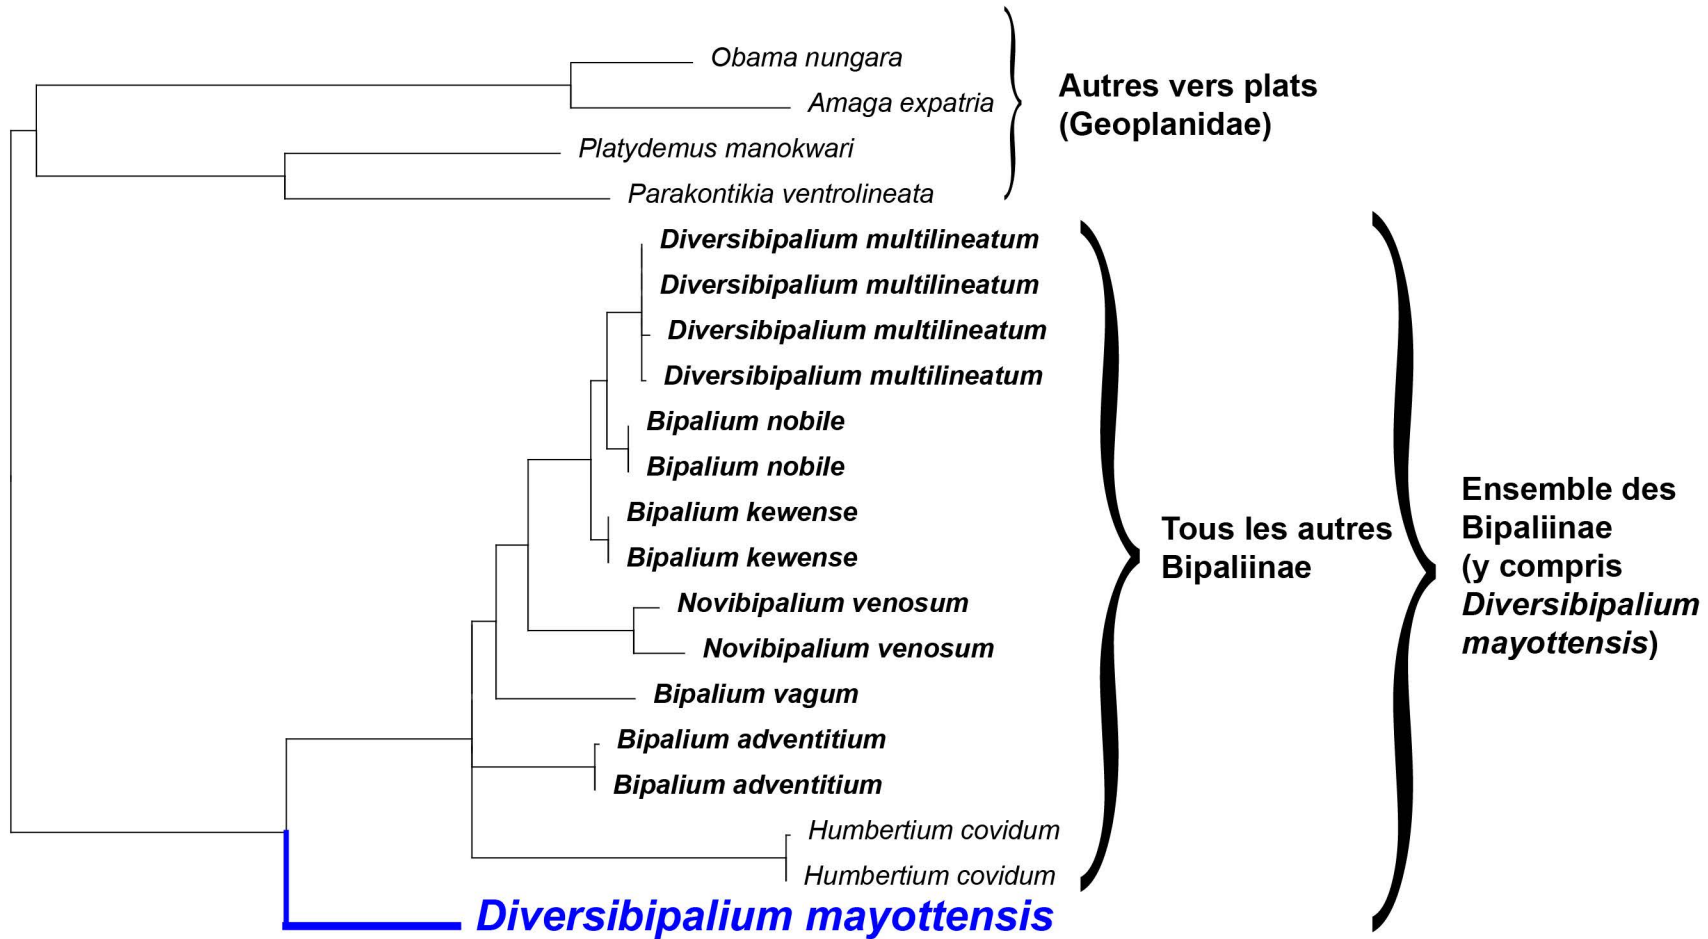 Obama nungara
Amaga expatria
Platydemus manokwari
Parakontikia ventrolineata
Autres vers plats
(Geoplanidae)
Diversibipalium multilineatum
Diversibipalium multilineatum
Diversibipalium multilineatum
Diversibipalium multilineatum
Bipalium nobile
Bipalium nobile
Bipalium kewense
Bipalium kewense
Novibipalium venosum
Novibipalium venosum
Bipalium vagum
Bipalium adventitium
Bipalium adventitium
Humbertium covidum
Humbertium covidum
Diversibipalium mayottensis
Tous les autres
Bipaliinae
Ensemble des
Bipaliinae
(y compris
Diversibipalium
mayottensis)